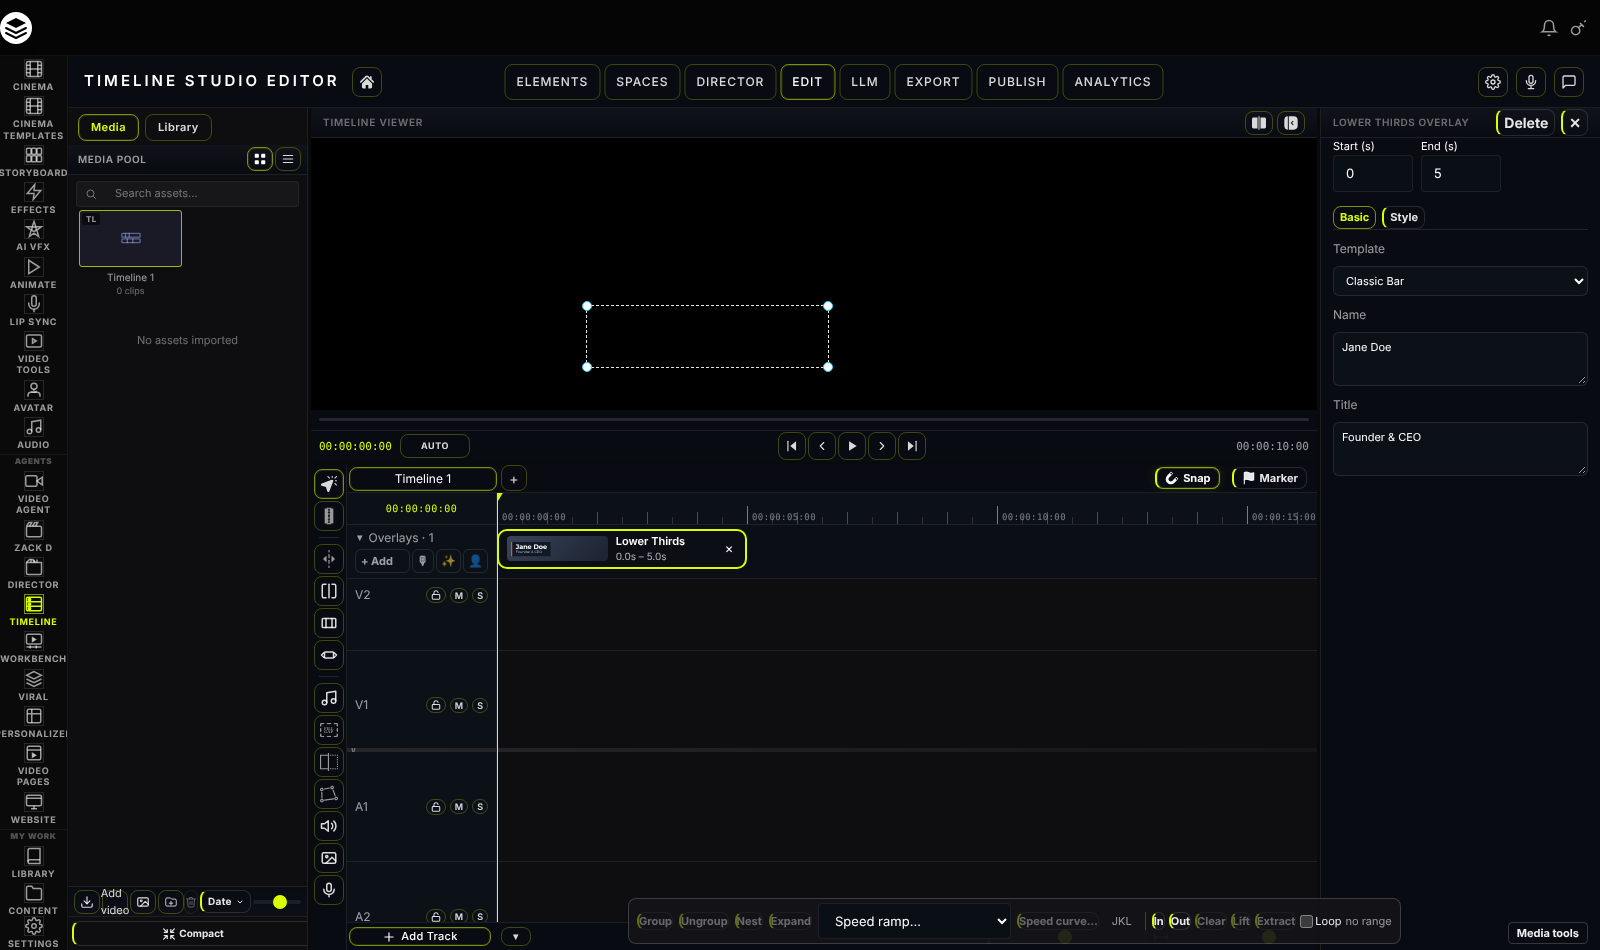 TIMELINE STUDIO EDITOR
ELEMENTS
SPACES
DIRECTOR
EDIT
LLM
EXPORT
PUBLISH
ANALYTICS
CINEMA
CINEMA
TEMPLATES
STORYBOARD
EFFECTS
AI VFX
ANIMATE
LIP SYNC
VIDEO
TOOLS
AVATAR
AUDIO
AGENTS
VIDEO
AGENT
ZACK D
DIRECTOR
TIMELINE
WORKBENCH
VIRAL
PERSONALIZE
VIDEO
PAGES
WEBSITE
MY WORK
LIBRARY
CONTENT
SETTINGS
Media
Library
MEDIA POOL
Search assets...
TL
Timeline 1
0 clips
No assets imported
Add
video
Date
Compact
TIMELINE VIEWER
00:00:00:00
AUTO
00:00:10:00
Timeline 1
+
Snap
Marker
00:00:00:00
00:00:00:00
00:00:05:00
00:00:10:00
00:00:15:00
Overlays · 1
+ Add
Jane Doe
Founder & CEO
Lower Thirds
0.0s – 5.0s
×
V2
M
S
V1
M
S
A1
M
S
A2
M
S
+ Add Track
Group
Ungroup
Nest
Expand
Speed ramp...
Speed curve...
JKL
In
Out
Clear
Lift
Extract
Loop
no range
LOWER THIRDS OVERLAY
Delete
×
Start (s)
End (s)
0
5
Basic
Style
Template
Classic Bar
Name
Jane Doe
Title
Founder & CEO
Media tools